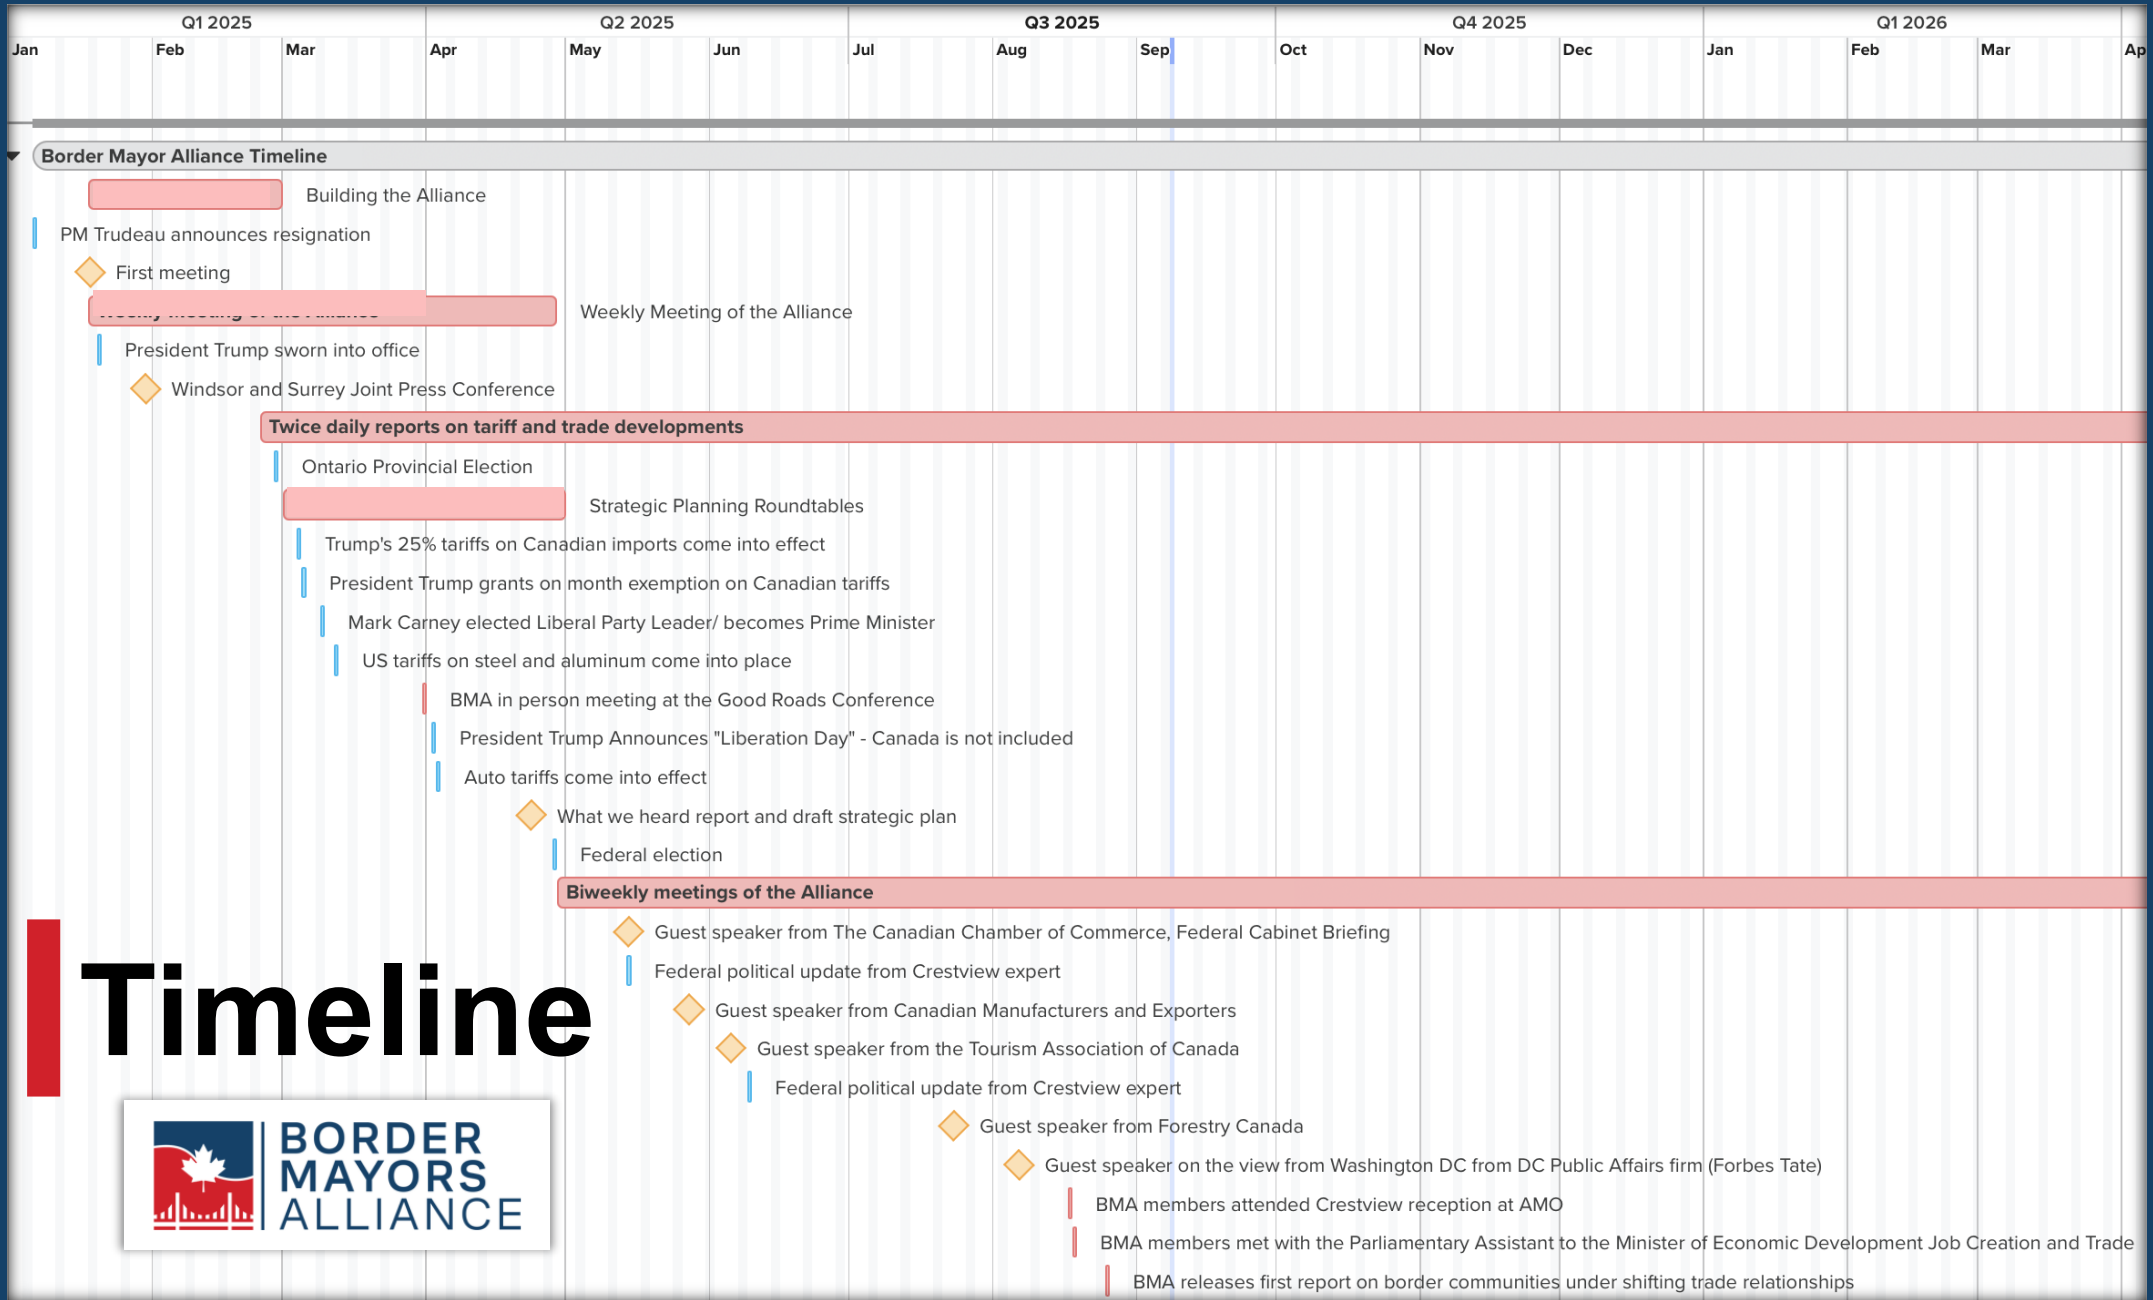 Q1 2025 Q2 2025 Q3 2025 Q4 2025 Q1 2026
Jan Feb Mar Apr May Jun Jul Aug Sep Oct Nov Dec Jan Feb Mar Ap
Border Mayor Alliance Timeline
Building the Alliance
PM Trudeau announces resignation
First meeting
Weekly Meeting of the Alliance Weekly Meeting of the Alliance
President Trump sworn into office
Windsor and Surrey Joint Press Conference
Twice daily reports on tariff and trade developments
Ontario Provincial Election
Strategic Planning Roundtables
Trump's 25% tariffs on Canadian imports come into effect
President Trump grants on month exemption on Canadian tariffs
Mark Carney elected Liberal Party Leader/ becomes Prime Minister
US tariffs on steel and aluminum come into place
BMA in person meeting at the Good Roads Conference
President Trump Announces "Liberation Day" - Canada is not included
Auto tariffs come into effect
What we heard report and draft strategic plan
Federal election
Biweekly meetings of the Alliance
Guest speaker from The Canadian Chamber of Commerce, Federal Cabinet Briefing
Federal political update from Crestview expert
Guest speaker from Canadian Manufacturers and Exporters
Guest speaker from the Tourism Association of Canada
Federal political update from Crestview expert
Guest speaker from Forestry Canada
Guest speaker on the view from Washington DC from DC Public Affairs firm (Forbes Tate)
BMA members attended Crestview reception at AMO
BMA members met with the Parliamentary Assistant to the Minister of Economic Development Job Creation and Trade
BMA releases first report on border communities under shifting trade relationships
Timeline
BORDER
MAYORS
ALLIANCE